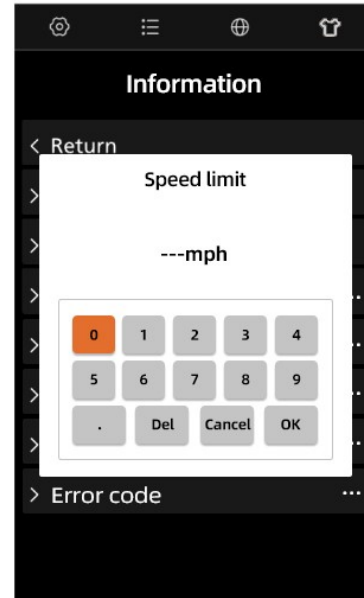 Information
< Return
Speed limit
---mph
0 1 2 3 4
5 6 7 8 9
. Del Cancel OK
> Error code ...